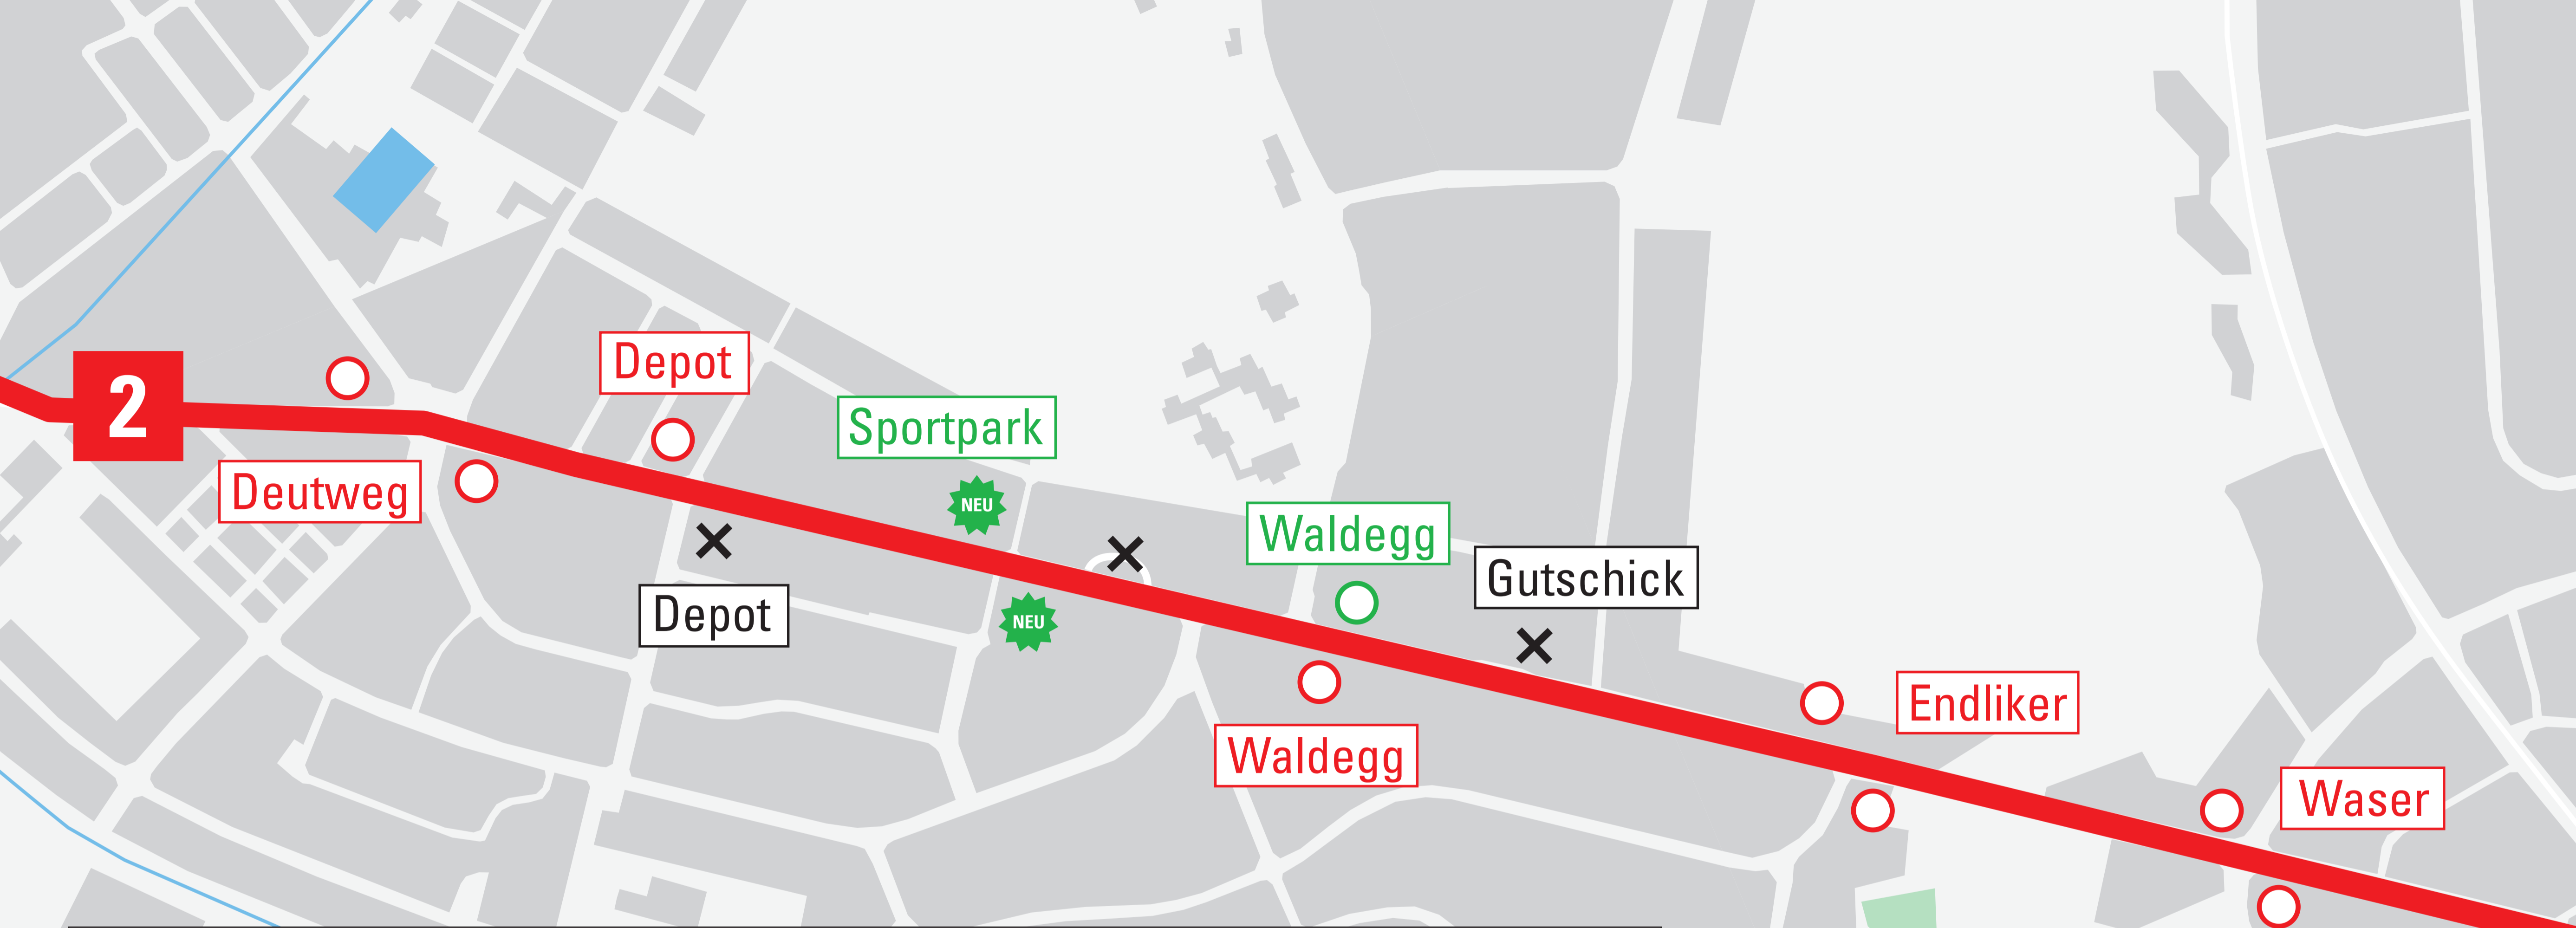 2
Deutweg
Depot
Depot
Sportpark
NEU
NEU
Waldegg
Waldegg
Gutschick
Endliker
Waser